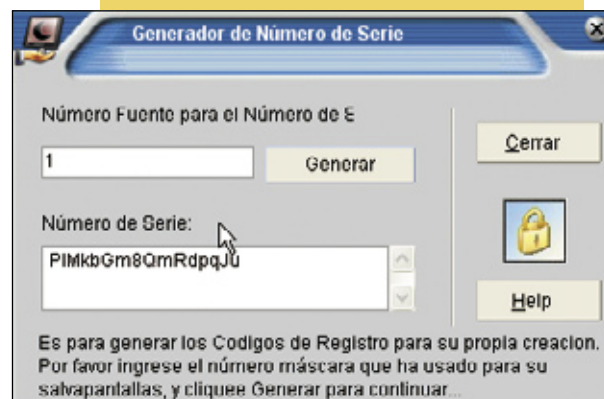 Generador de Número de Serie
Número Fuente para el Número de S
1
Generar
Cerrar
Número de Serie:
PIMkbGm8QmRdpqJu
Help
Es para generar los Codigos de Registro para su propia creacion.
Por favor ingrese el número máscara que ha usado para su
salvapantallas, y cliquee Generar para continuar...